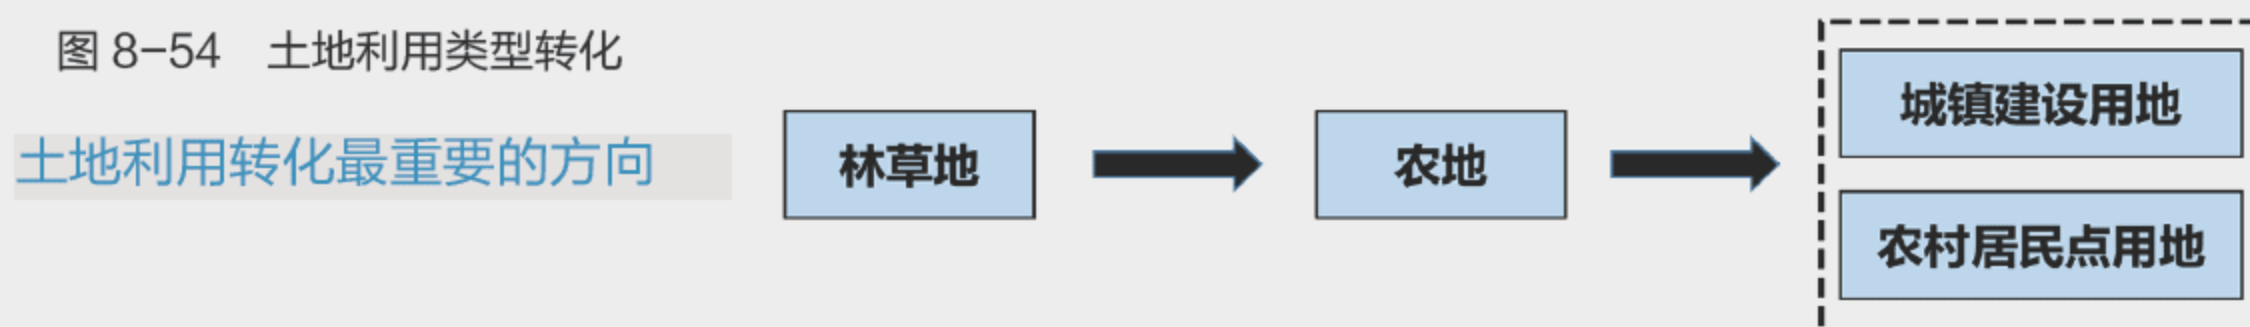 图 8-54 土地利用类型转化
土地利用转化最重要的方向
林草地
农地
城镇建设用地
农村居民点用地